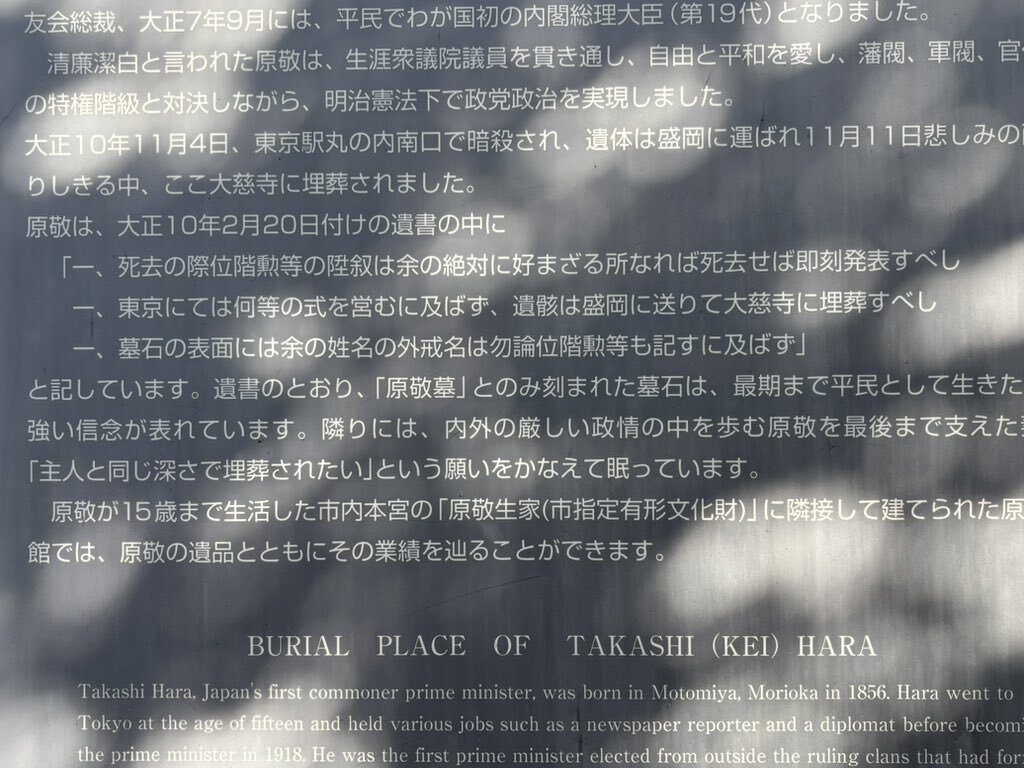 友会総裁、大正7年9月には、平民でわが国初の内閣総理大臣（第19代）となりました。
清廉潔白と言われた原敬は、生涯衆議院議員を貫き通し、自由と平和を愛し、藩閥、軍閥、官
の特権階級と対決しながら、明治憲法下で政党政治を実現しました。
大正10年11月4日、東京駅丸の内南口で暗殺され、遺体は盛岡に運ばれ11月11日悲しみの
りしきる中、ここ大慈寺に埋葬されました。
原敬は、大正10年2月20日付けの遺書の中に
「一、死去の際位階勲等の陞叙は余の絶対に好まざる所なれば死去せば即刻発表すべし
一、東京にては何等の式を営むに及ばず、遺骸は盛岡に送りて大慈寺に埋葬すべし
一、墓石の表面には余の姓名の外戒名は勿論位階勲等も記すに及ばず」
と記しています。遺書のとおり、「原敬墓」とのみ刻まれた墓石は、最期まで平民として生きた
強い信念が表れています。隣りには、内外の厳しい政情の中を歩む原敬を最後まで支えた
「主人と同じ深さで埋葬されたい」という願いをかなえて眠っています。
原敬が15歳まで生活した市内本宮の「原敬生家(市指定有形文化財)」に隣接して建てられた原
館では、原敬の遺品とともにその業績を辿ることができます。
BURIAL PLACE OF TAKASHI (KEI) HARA
Takashi Hara, Japan's first commoner prime minister, was born in Motomiya, Morioka in 1856. Hara went to
Tokyo at the age of fifteen and held various jobs such as a newspaper reporter and a diplomat before becomi
the prime minister in 1918. He was the first prime minister elected from outside the ruling clans that had for